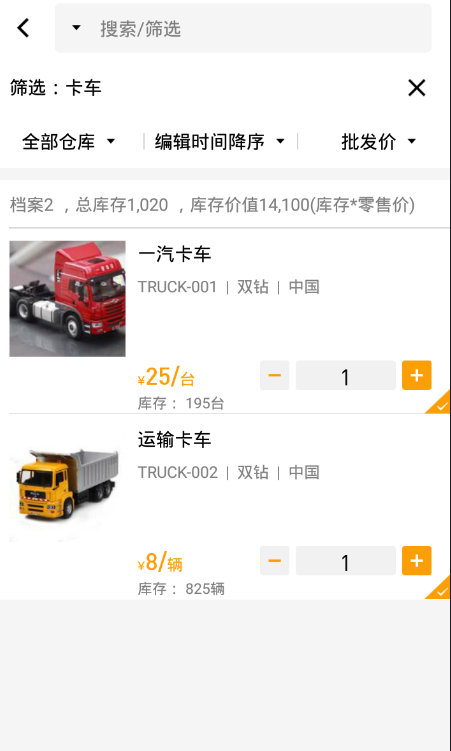 搜索/筛选
筛选：卡车
全部仓库 编辑时间降序 批发价
档案2 ，总库存1,020 ，库存价值14,100(库存*零售价)
一汽卡车
TRUCK-001 | 双钻 | 中国
¥25/台 1
库存： 195台
运输卡车
TRUCK-002 | 双钻 | 中国
¥8/辆 1
库存： 825辆